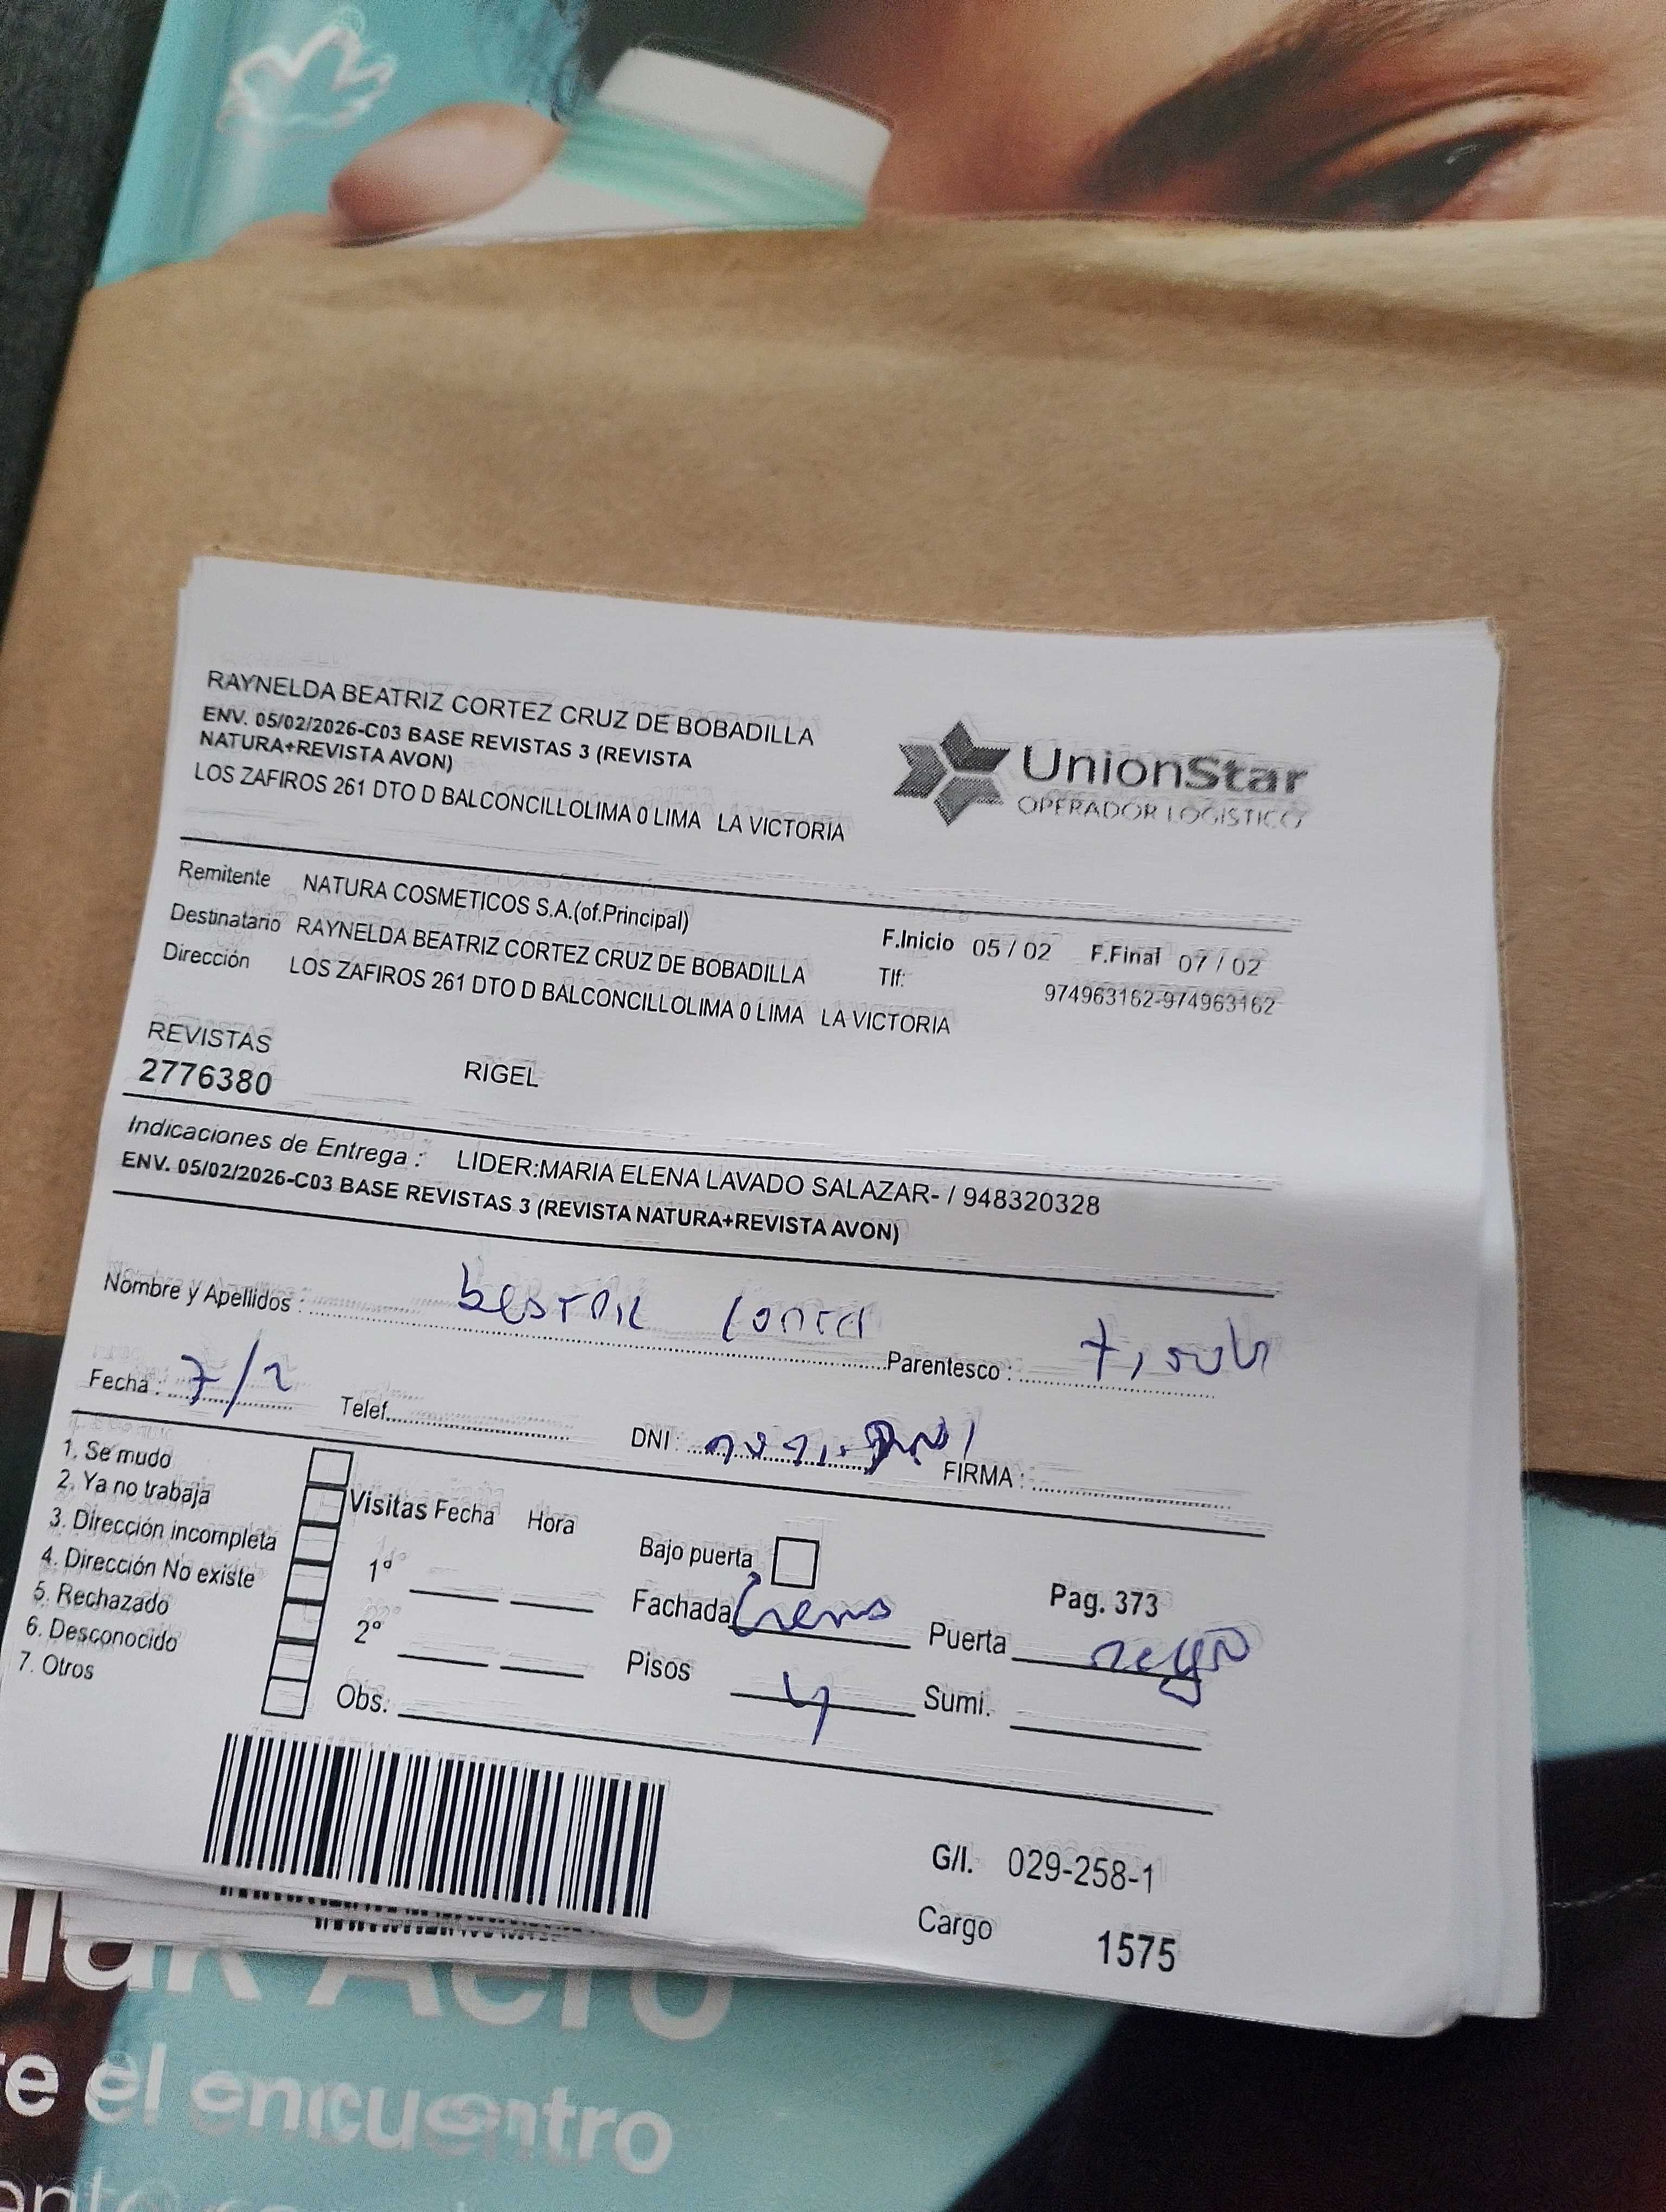 RAYNELDA BEATRIZ CORTEZ CRUZ DE BOBADILLA
ENV. 05/02/2026-C03 BASE REVISTAS 3 (REVISTA
NATURA+REVISTA AVON)
LOS ZAFIROS 261 DTO D BALCONCILLOLIMA 0 LIMA LA VICTORIA
UnionStar
OPERADOR LOGISTICO
Remitente NATURA COSMETICOS S.A.(of.Principal)
Destinatario RAYNELDA BEATRIZ CORTEZ CRUZ DE BOBADILLA
Dirección LOS ZAFIROS 261 DTO D BALCONCILLOLIMA 0 LIMA LA VICTORIA
F.Inicio 05 / 02 F.Final 07 / 02
Tlf: 974963162-974963162
REVISTAS
2776380 RIGEL
Indicaciones de Entrega : LIDER:MARIA ELENA LAVADO SALAZAR- / 948320328
ENV. 05/02/2026-C03 BASE REVISTAS 3 (REVISTA NATURA+REVISTA AVON)
Nombre y Apellidos :
Parentesco :
Fecha : 7/2 Telef. DNI : FIRMA :
1. Se mudo
2. Ya no trabaja
3. Dirección incompleta
4. Dirección No existe
5. Rechazado
6. Desconocido
7. Otros
Visitas Fecha Hora
1º
2º
Obs.
Bajo puerta
Pag. 373
Fachada Crema Puerta negro
Pisos 4 Sumi.
G/I. 029-258-1
Cargo 1575
te el encuentro